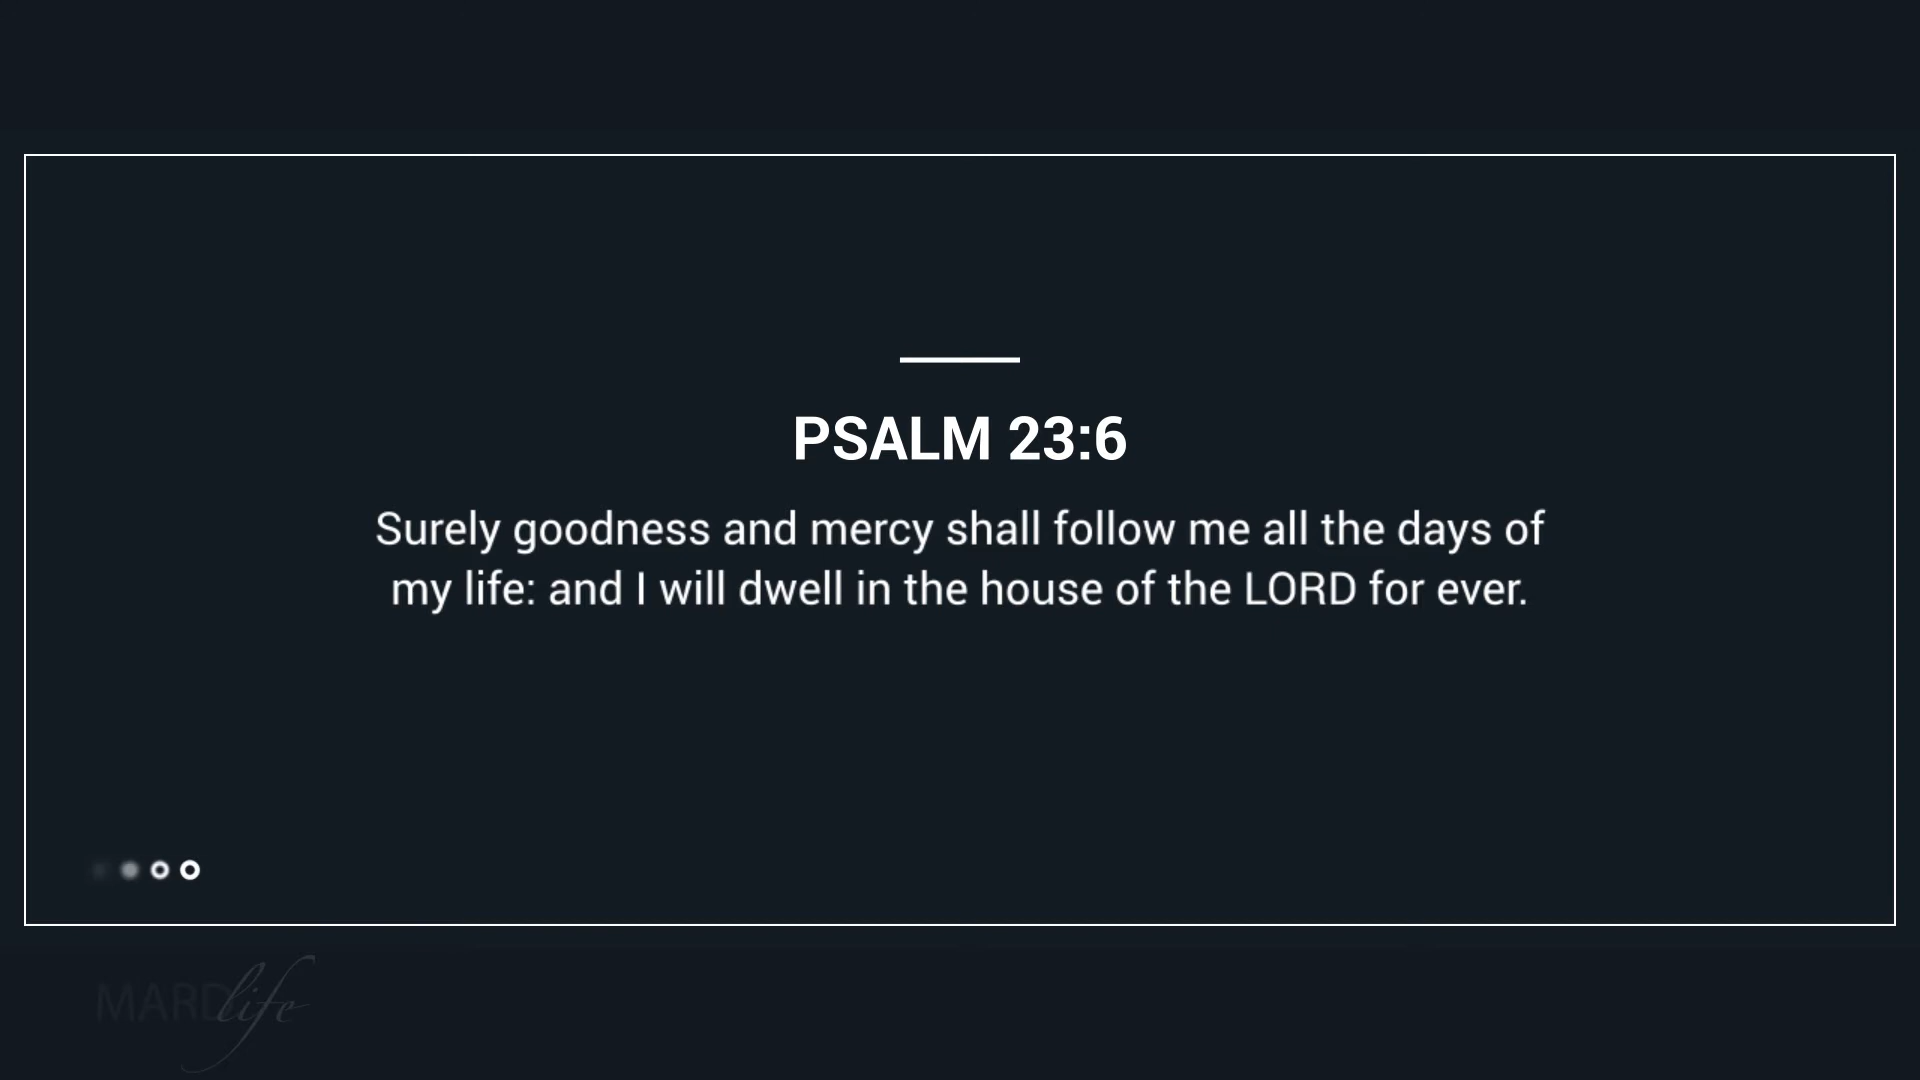 PSALM 23:6
Surely goodness and mercy shall follow me all the days of
my life: and I will dwell in the house of the LORD for ever.
MARDlife